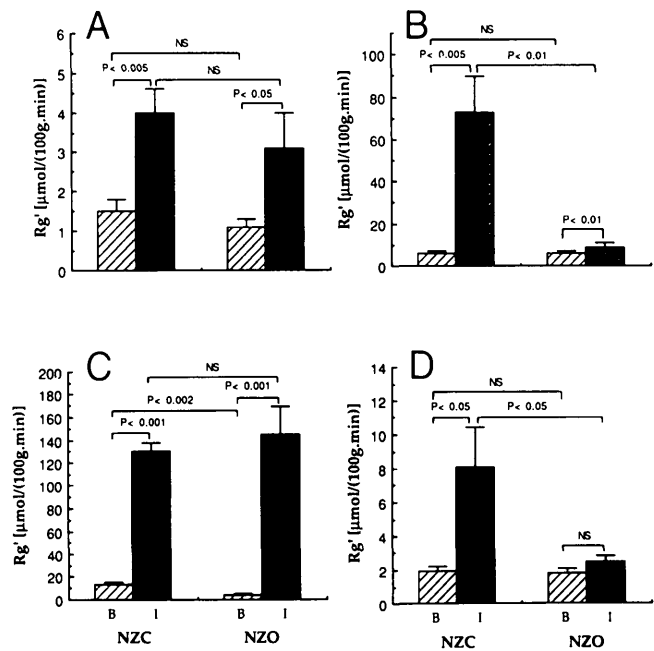 A
Rg' [µmol/(100g.min)]
6
5
4
3
2
1
0
NS
P< 0.005
NS
P< 0.05
B
Rg' [µmol/(100g.min)]
100
80
60
40
20
0
NS
P< 0.005
P< 0.01
P< 0.01
C
Rg' [µmol/(100g.min)]
200
180
160
140
120
100
80
60
40
20
0
NS
P< 0.001
P< 0.002
P< 0.001
B I B I
NZC NZO
D
Rg' [µmol/(100g.min)]
14
12
10
8
6
4
2
0
NS
P< 0.05
P< 0.05
NS
B I B I
NZC NZO